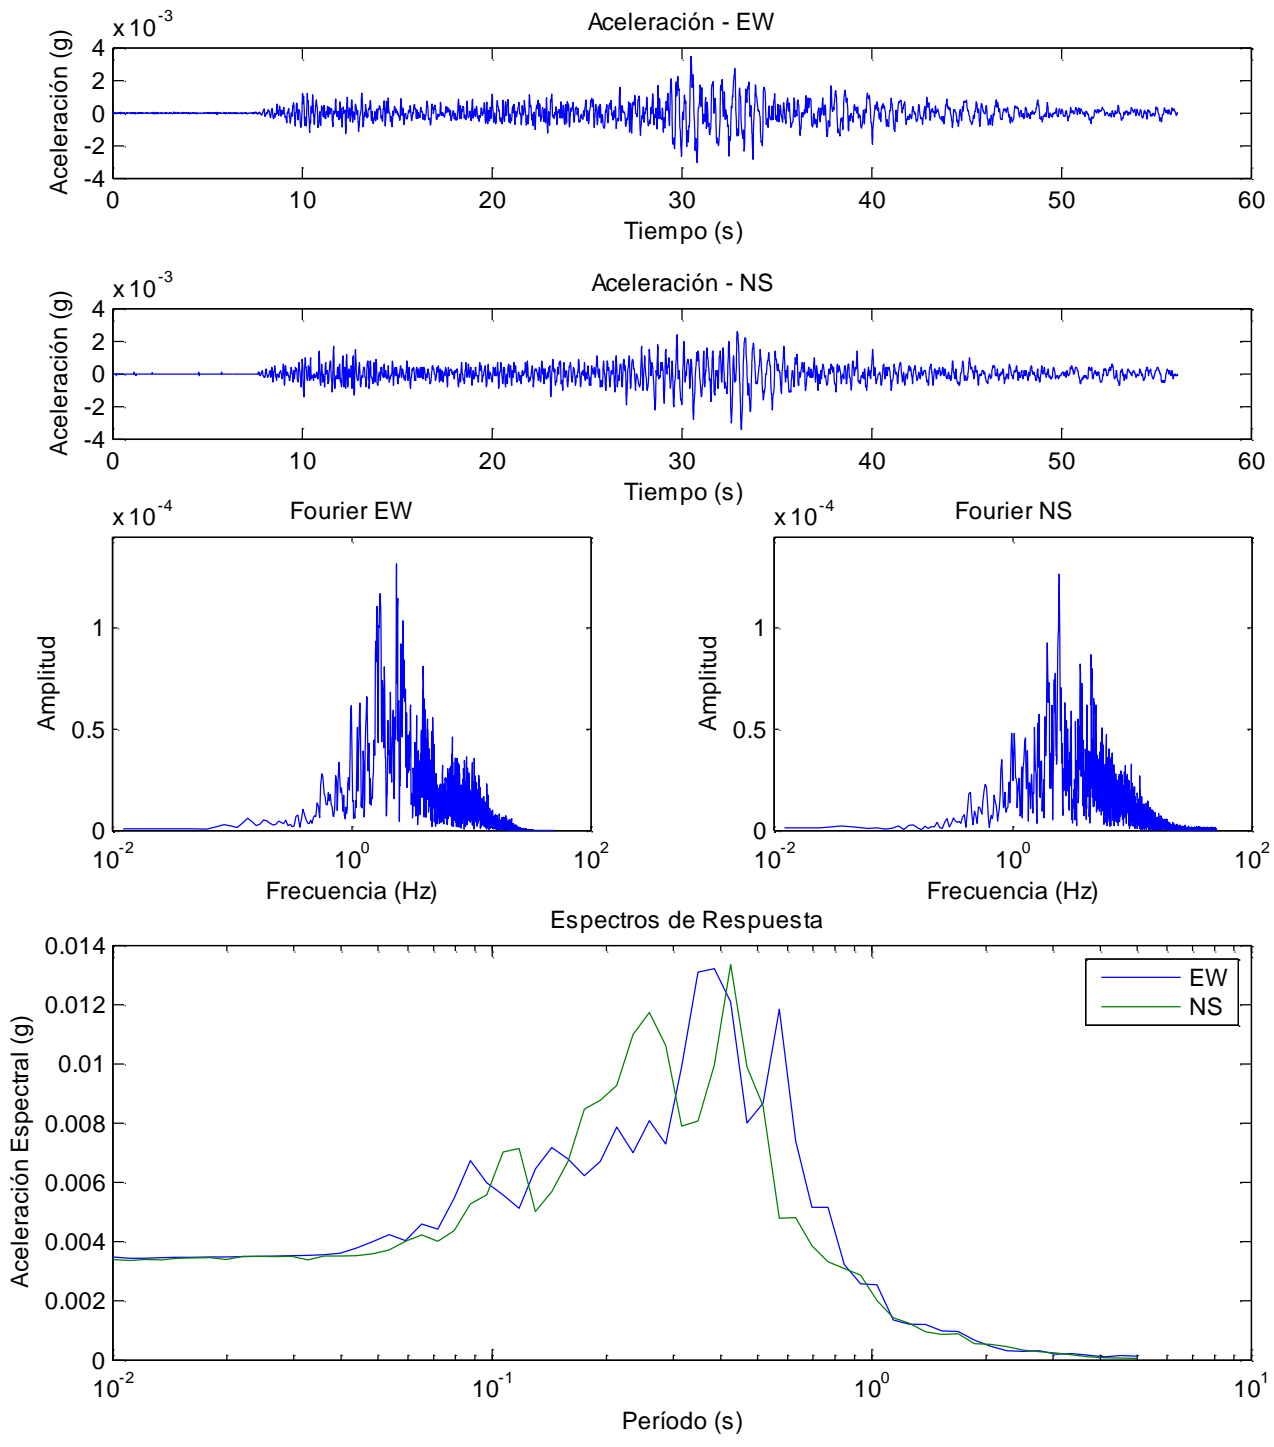 Aceleración - EW
x 10^-3
Aceleración (g)
4
2
0
-2
-4
0 10 20 30 40 50 60
Tiempo (s)
Aceleración - NS
x 10^-3
Aceleración (g)
4
2
0
-2
-4
0 10 20 30 40 50 60
Tiempo (s)
Fourier EW
x 10^-4
Amplitud
1
0.5
0
10^-2 10^0 10^2
Frecuencia (Hz)
Fourier NS
x 10^-4
Amplitud
1
0.5
0
10^-2 10^0 10^2
Frecuencia (Hz)
Espectros de Respuesta
Aceleración Espectral (g)
0.014
0.012
0.01
0.008
0.006
0.004
0.002
0
10^-2 10^-1 10^0 10^1
Período (s)
EW
NS